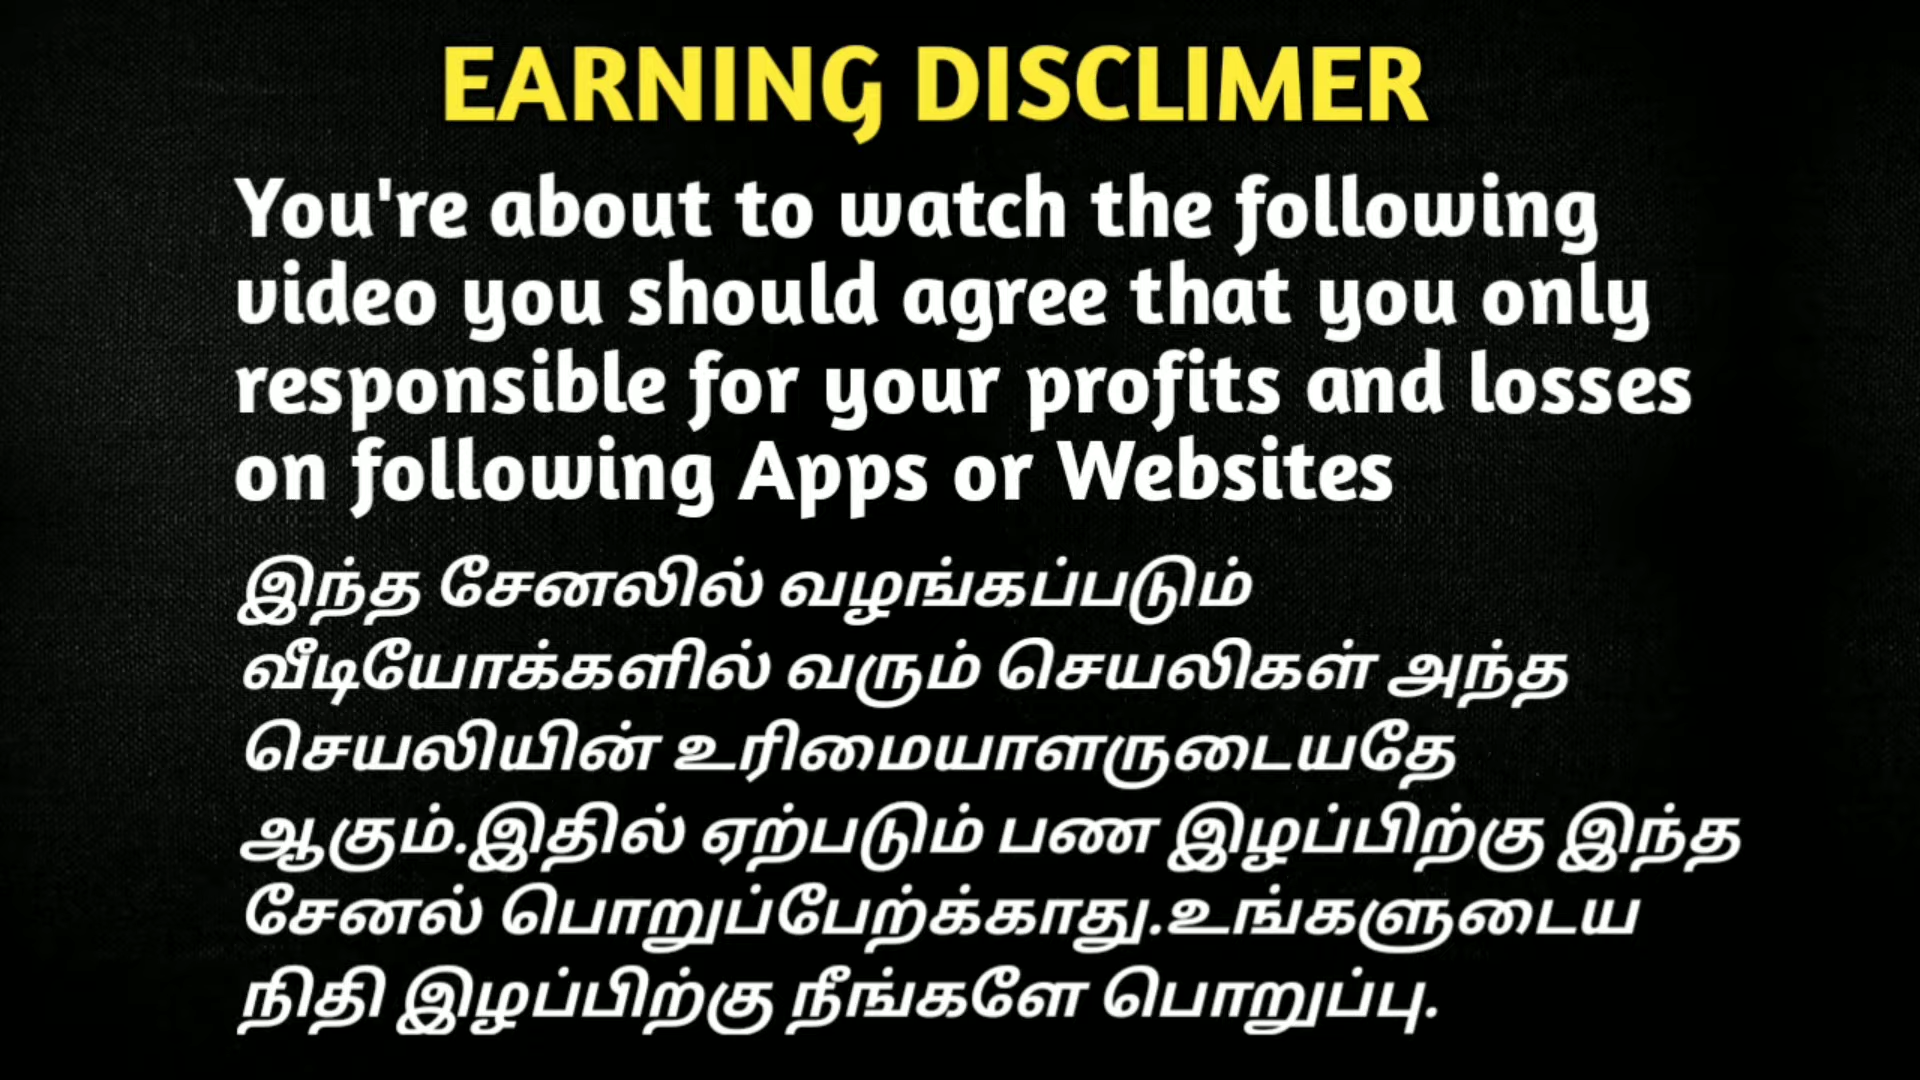 EARNING DISCLIMER
You're about to watch the following
video you should agree that you only
responsible for your profits and losses
on following Apps or Websites
இந்த சேனலில் வழங்கப்படும்
வீடியோக்களில் வரும் செயலிகள் அந்த
செயலியின் உரிமையாளருடையதே
ஆகும்.இதில் ஏற்படும் பண இழப்பிற்கு இந்த
சேனல் பொறுப்பேற்க்காது.உங்களுடைய
நிதி இழப்பிற்கு நீங்களே பொறுப்பு.